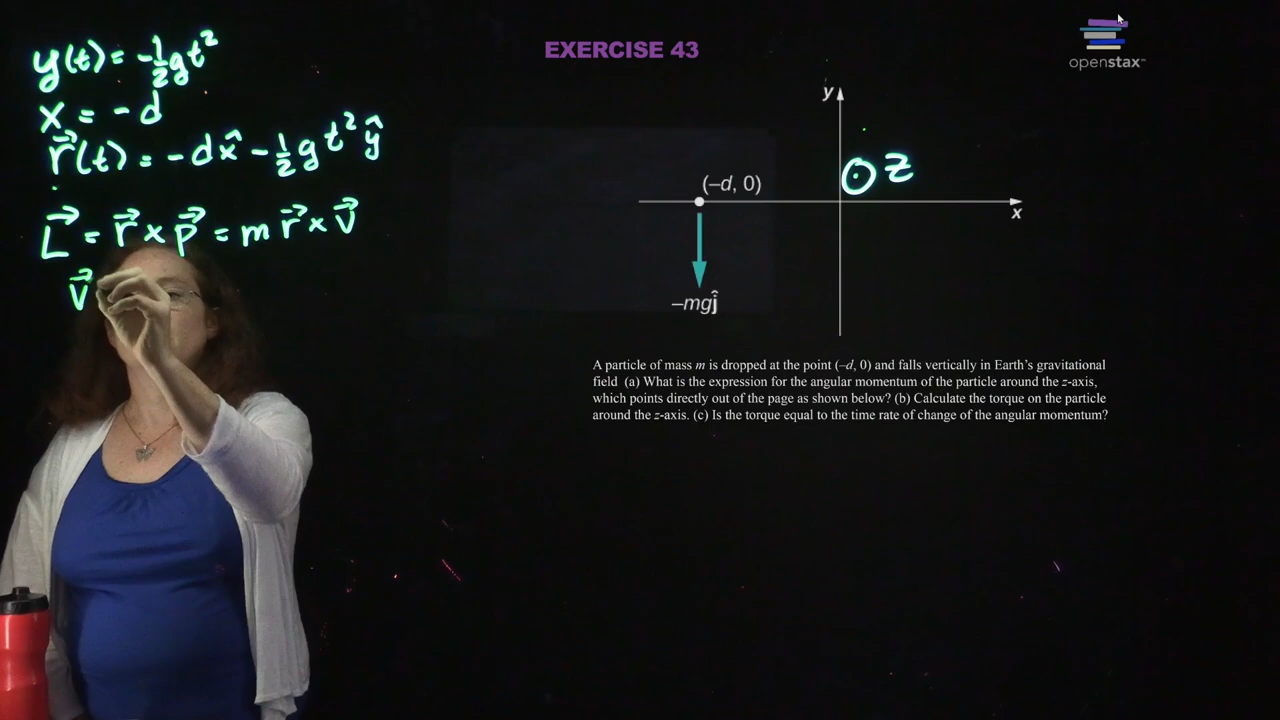 EXERCISE 43
openstax
y(t) = -½gt²
x = -d
r⃗(t) = -dx̂ - ½gt²ŷ
L⃗ = r⃗ × p⃗ = m r⃗ × v⃗
v⃗
y
z
(–d, 0)
x
–mgĵ
A particle of mass m is dropped at the point (–d, 0) and falls vertically in Earth's gravitational
field (a) What is the expression for the angular momentum of the particle around the z-axis,
which points directly out of the page as shown below? (b) Calculate the torque on the particle
around the z-axis. (c) Is the torque equal to the time rate of change of the angular momentum?